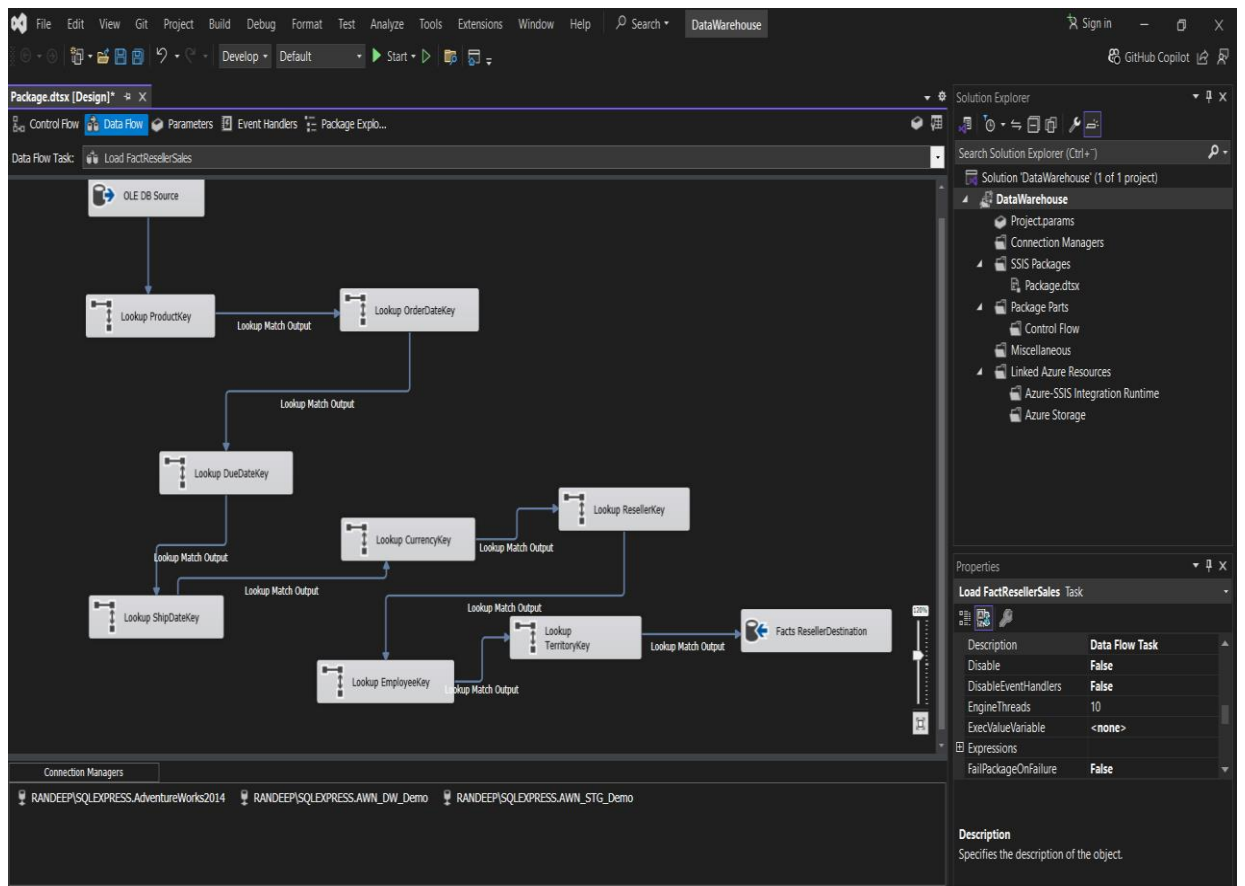 File Edit View Git Project Build Debug Format Test Analyze Tools Extensions Window Help Search DataWarehouse Sign in
Develop Default Start GitHub Copilot
Package.dtsx [Design]*
Control Flow Data Flow Parameters Event Handlers Package Explo...
Data Flow Task: Load FactResellerSales
OLE DB Source
Lookup ProductKey
Lookup Match Output
Lookup OrderDateKey
Lookup Match Output
Lookup DueDateKey
Lookup Match Output
Lookup ShipDateKey
Lookup Match Output
Lookup CurrencyKey
Lookup Match Output
Lookup ResellerKey
Lookup Match Output
Lookup EmployeeKey
Lookup Match Output
Lookup
TerritoryKey
Lookup Match Output
Facts ResellerDestination
Connection Managers
RANDEEP\SQLEXPRESS.AdventureWorks2014 RANDEEP\SQLEXPRESS.AWN_DW_Demo RANDEEP\SQLEXPRESS.AWN_STG_Demo
Solution Explorer
Search Solution Explorer (Ctrl+¨)
Solution 'DataWarehouse' (1 of 1 project)
DataWarehouse
Project.params
Connection Managers
SSIS Packages
Package.dtsx
Package Parts
Control Flow
Miscellaneous
Linked Azure Resources
Azure-SSIS Integration Runtime
Azure Storage
Properties
Load FactResellerSales Task
Description Data Flow Task
Disable False
DisableEventHandlers False
EngineThreads 10
ExecValueVariable <none>
Expressions
FailPackageOnFailure False
Description
Specifies the description of the object.